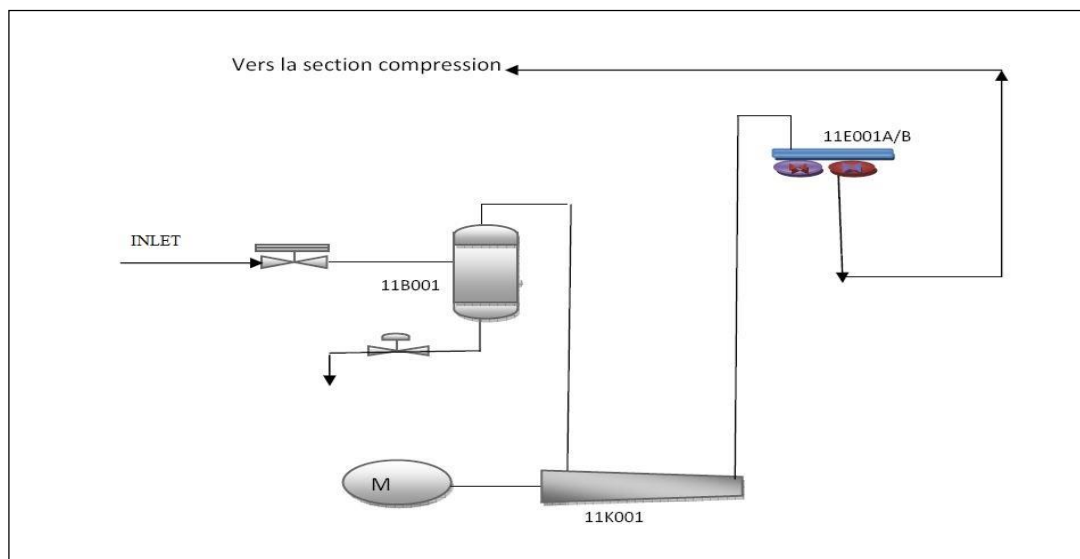 Vers la section compression
11E001A/B
INLET
11B001
M
11K001